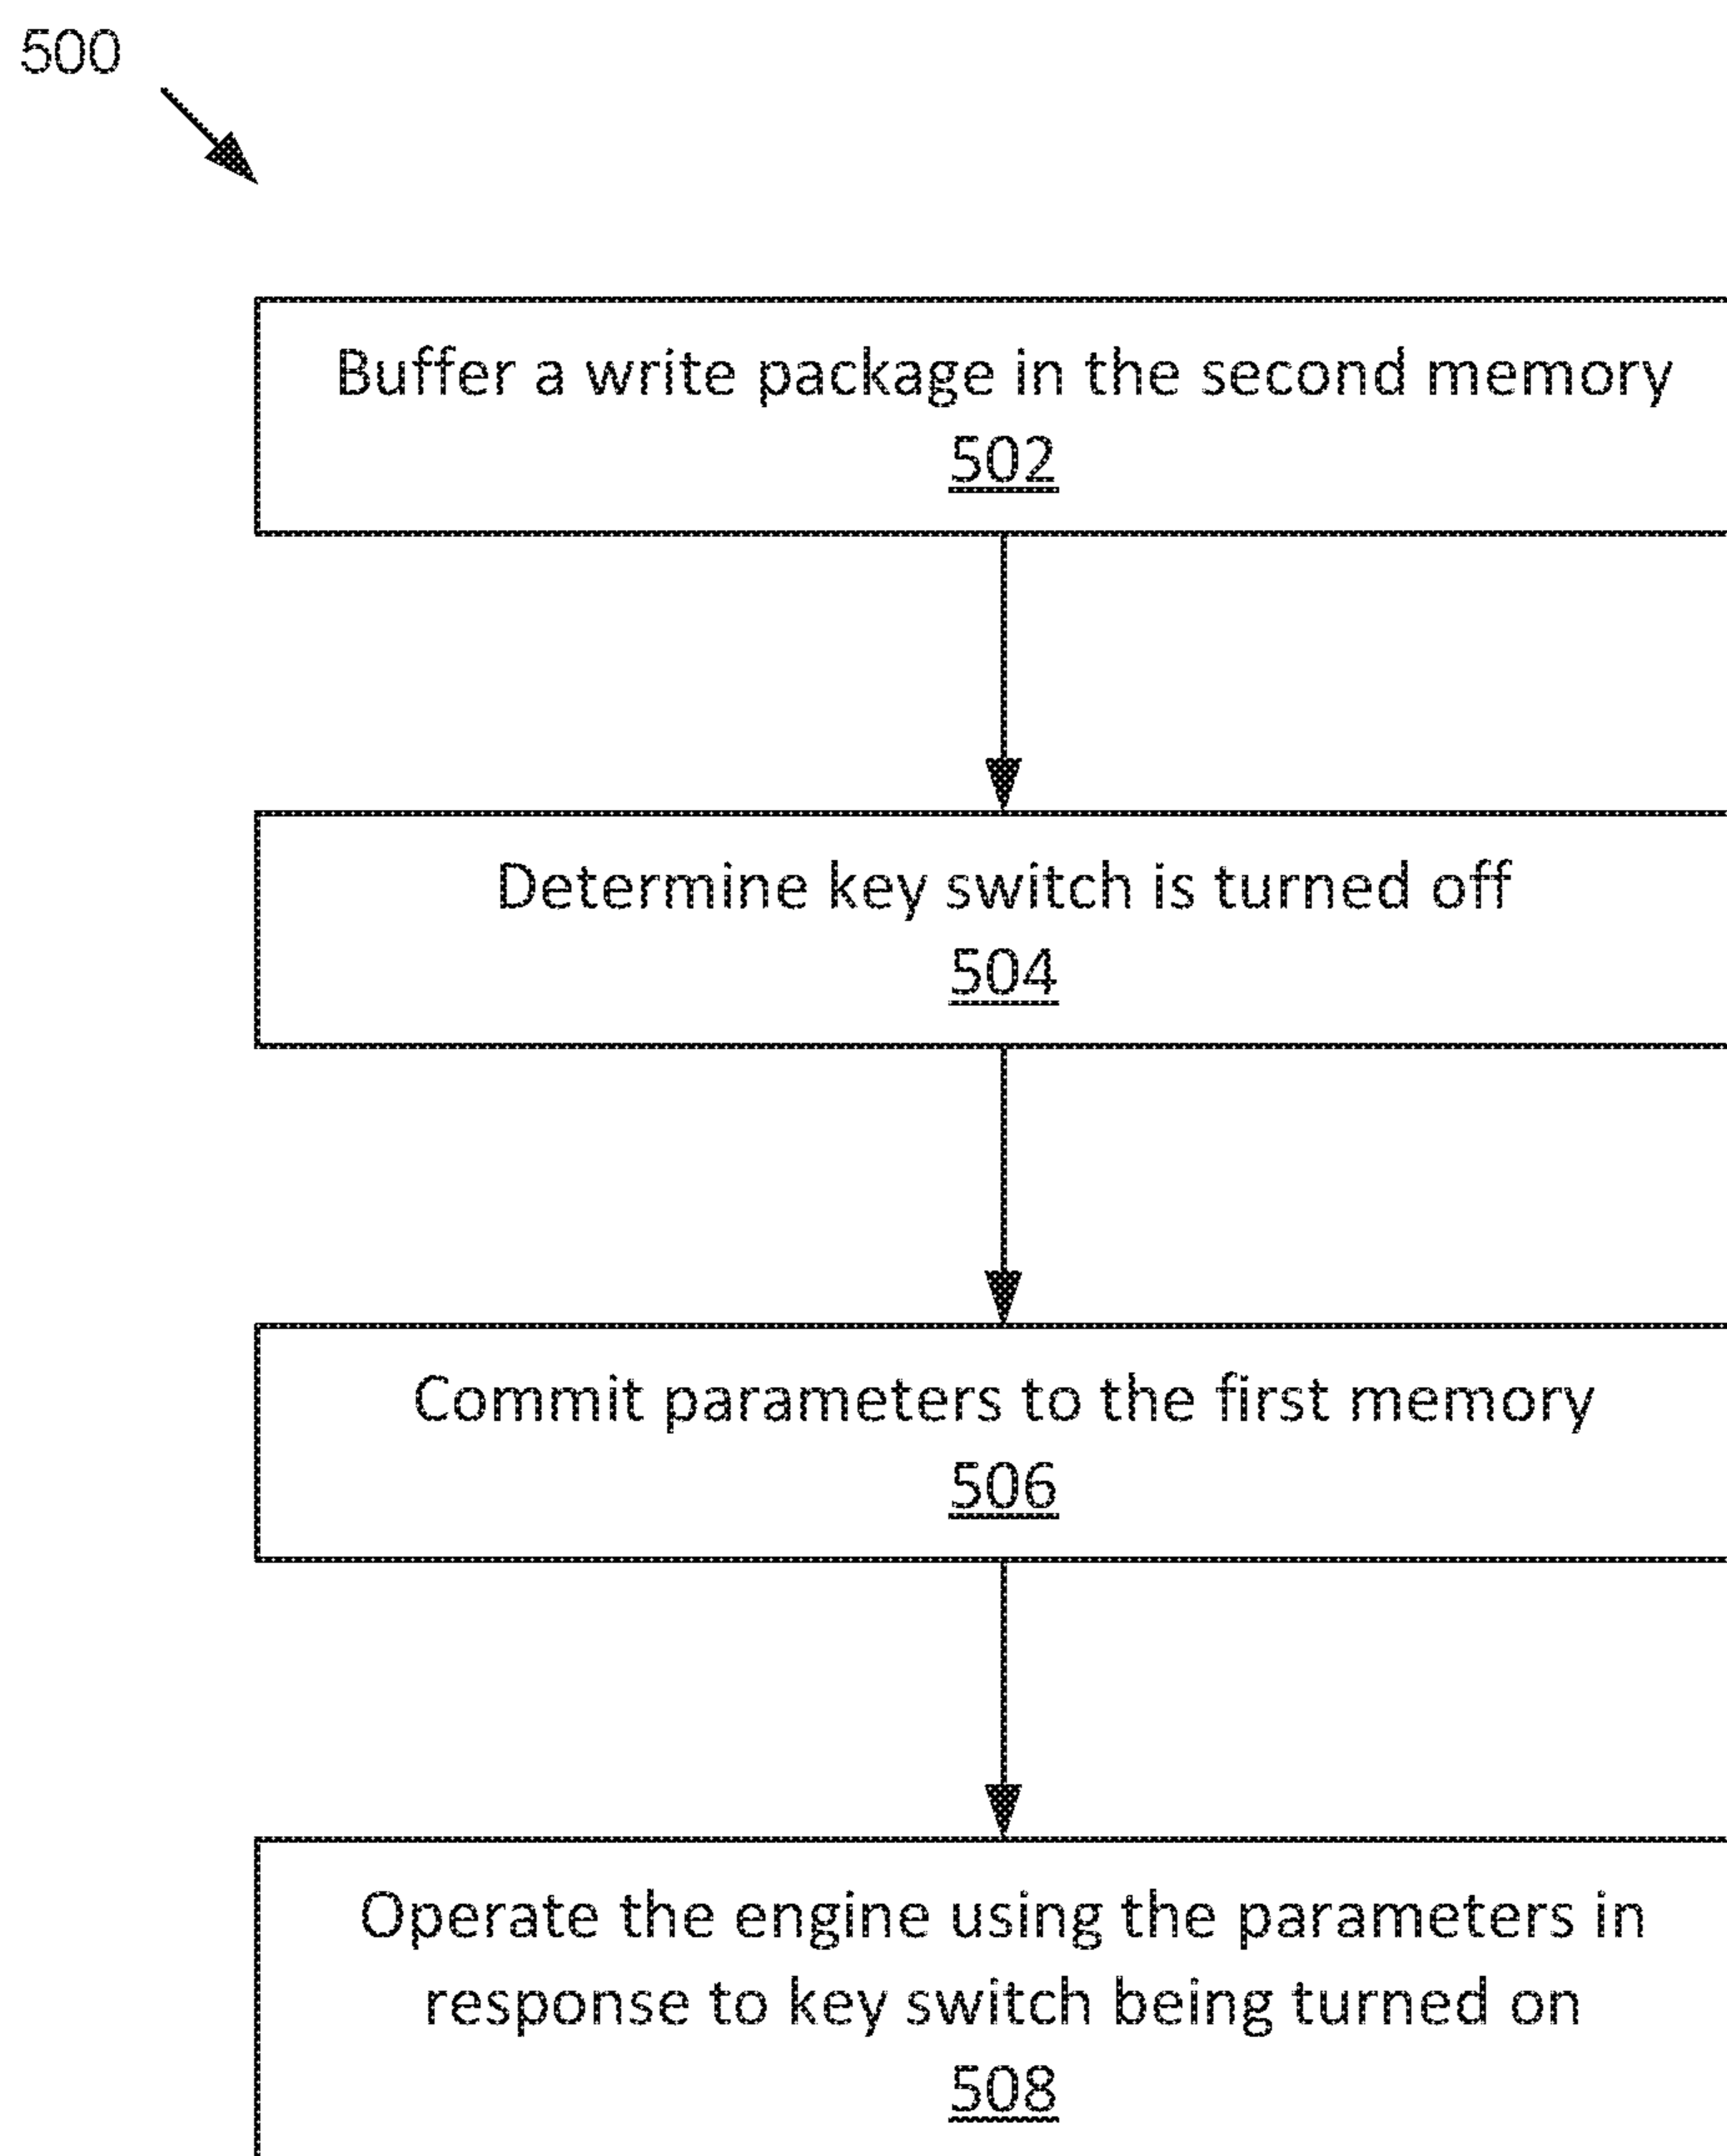 500
Buffer a write package in the second memory
502
Determine key switch is turned off
504
Commit parameters to the first memory
506
Operate the engine using the parameters in
response to key switch being turned on
508